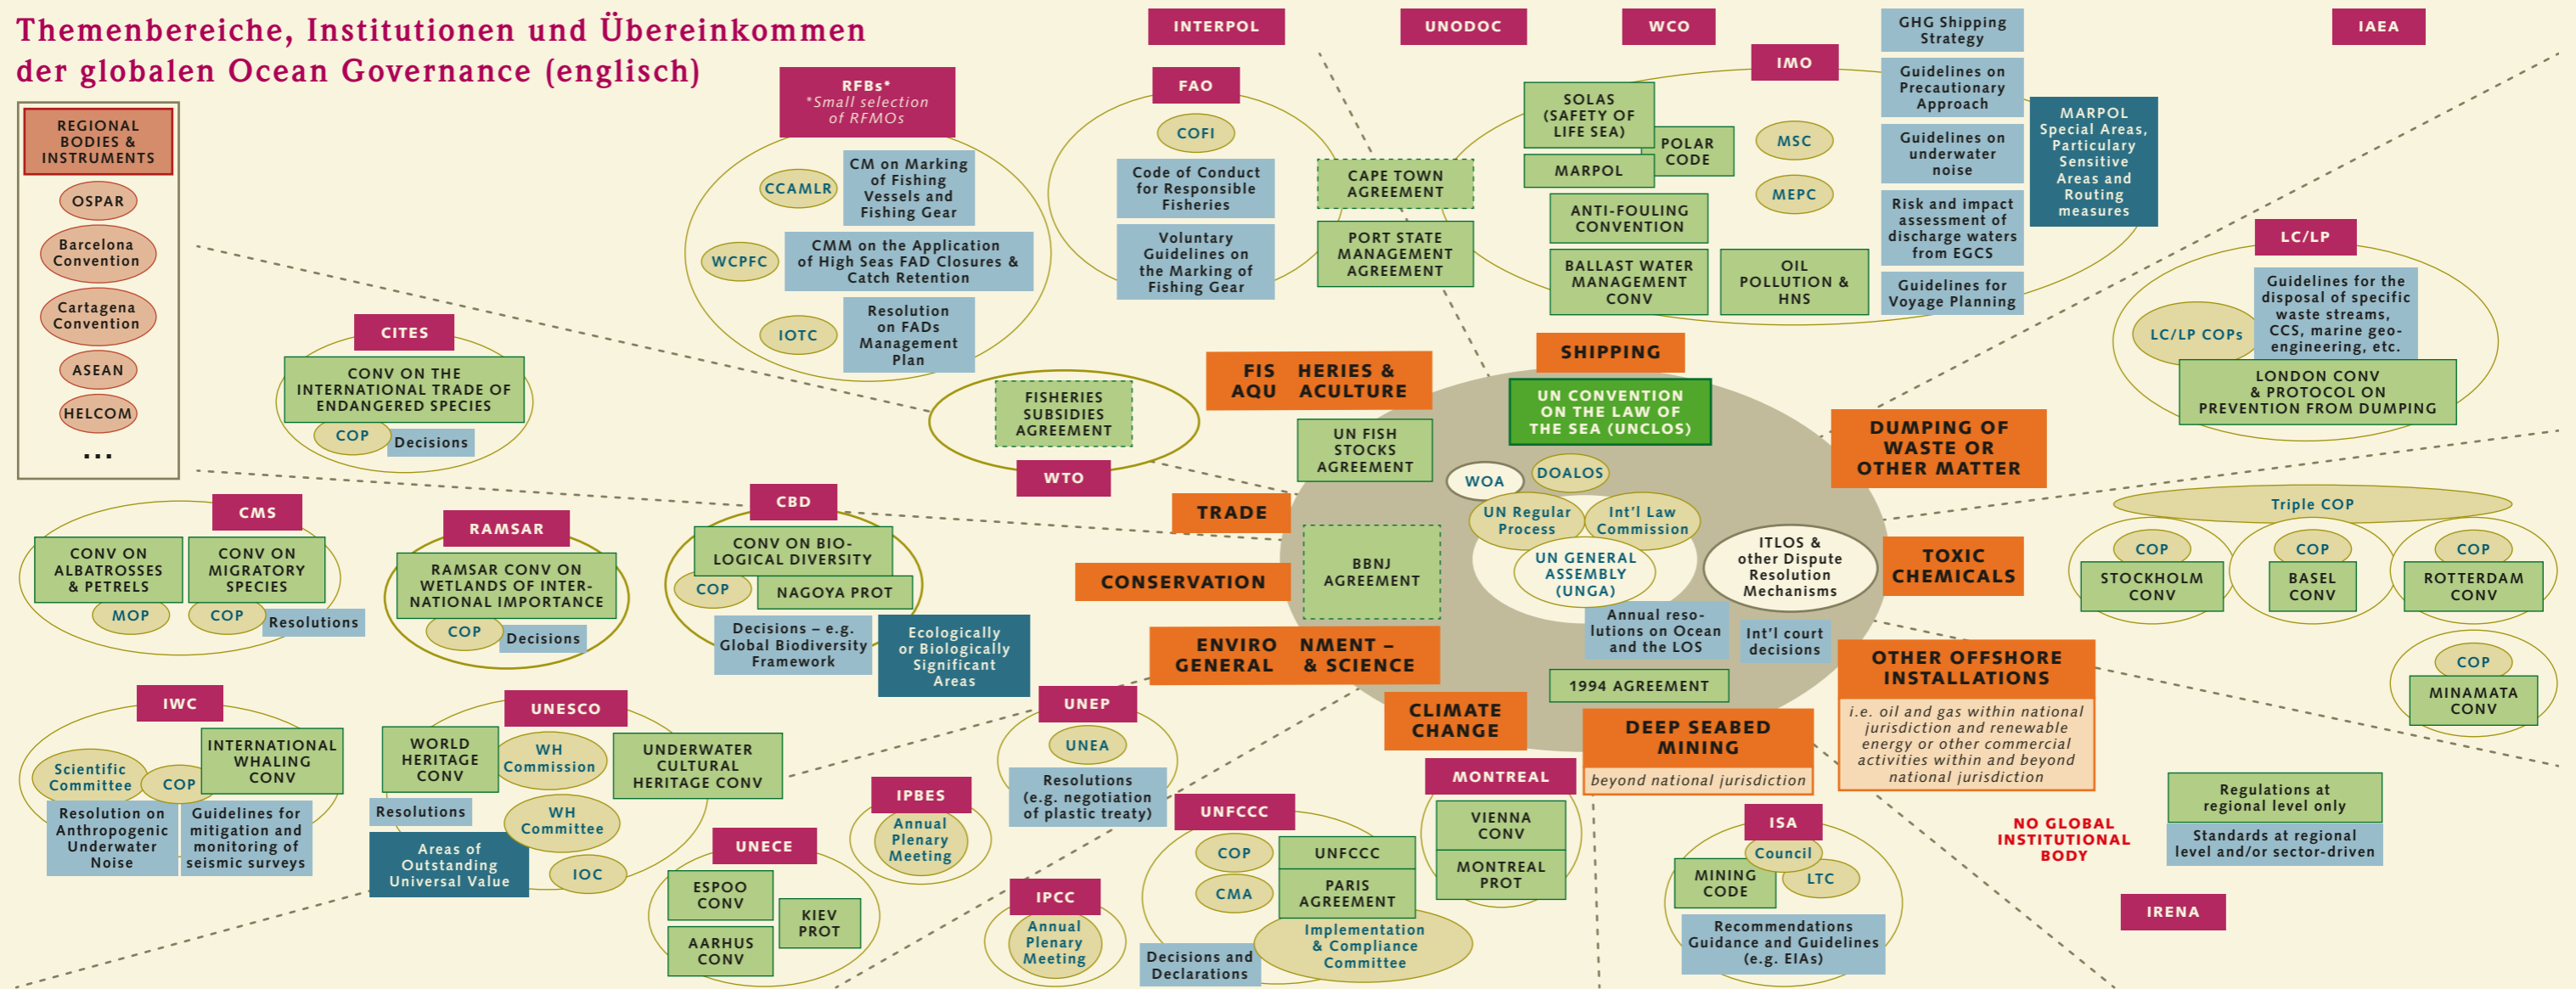 Themenbereiche, Institutionen und Übereinkommen
der globalen Ocean Governance (englisch)
REGIONAL
BODIES &
INSTRUMENTS
OSPAR
Barcelona
Convention
Cartagena
Convention
ASEAN
HELCOM
...
CITES
CONV ON THE
INTERNATIONAL TRADE OF
ENDANGERED SPECIES
COP
Decisions
RFBs*
*Small selection
of RFMOs
CCAMLR
CM on Marking
of Fishing
Vessels and
Fishing Gear
WCPFC
CMM on the Application
of High Seas FAD Closures &
Catch Retention
IOTC
Resolution
on FADs
Management
Plan
INTERPOL
FAO
COFI
Code of Conduct
for Responsible
Fisheries
Voluntary
Guidelines on
the Marking of
Fishing Gear
CAPE TOWN
AGREEMENT
PORT STATE
MANAGEMENT
AGREEMENT
UNODOC
WCO
IMO
SOLAS
(SAFETY OF
LIFE SEA)
POLAR
CODE
MARPOL
ANTI-FOULING
CONVENTION
BALLAST WATER
MANAGEMENT
CONV
OIL
POLLUTION &
HNS
MSC
MEPC
GHG Shipping
Strategy
Guidelines on
Precautionary
Approach
Guidelines on
underwater
noise
Risk and impact
assessment of
discharge waters
from EGCS
Guidelines for
Voyage Planning
MARPOL
Special Areas,
Particulary
Sensitive
Areas and
Routing
measures
IAEA
LC/LP
LC/LP COPs
Guidelines for the
disposal of specific
waste streams,
CCS, marine geo-
engineering, etc.
LONDON CONV
& PROTOCOL ON
PREVENTION FROM DUMPING
FISHERIES
SUBSIDIES
AGREEMENT
WTO
FIS HERIES &
AQU ACULTURE
SHIPPING
UN CONVENTION
ON THE LAW OF
THE SEA (UNCLOS)
UN FISH
STOCKS
AGREEMENT
DUMPING OF
WASTE OR
OTHER MATTER
TRADE
CONSERVATION
ENVIRO NMENT –
GENERAL & SCIENCE
BBNJ
AGREEMENT
WOA
DOALOS
UN Regular
Process
Int'l Law
Commission
UN GENERAL
ASSEMBLY
(UNGA)
Annual reso-
lutions on Ocean
and the LOS
ITLOS &
other Dispute
Resolution
Mechanisms
Int'l court
decisions
1994 AGREEMENT
TOXIC
CHEMICALS
Triple COP
COP
STOCKHOLM
CONV
COP
BASEL
CONV
COP
ROTTERDAM
CONV
COP
MINAMATA
CONV
CMS
CONV ON
ALBATROSSES
& PETRELS
MOP
CONV ON
MIGRATORY
SPECIES
COP
Resolutions
RAMSAR
RAMSAR CONV ON
WETLANDS OF INTER-
NATIONAL IMPORTANCE
COP
Decisions
CBD
CONV ON BIO-
LOGICAL DIVERSITY
COP
NAGOYA PROT
Decisions – e.g.
Global Biodiversity
Framework
Ecologically
or Biologically
Significant
Areas
IWC
Scientific
Committee
COP
INTERNATIONAL
WHALING
CONV
Resolution on
Anthropogenic
Underwater
Noise
Guidelines for
mitigation and
monitoring of
seismic surveys
UNESCO
WORLD
HERITAGE
CONV
WH
Commission
UNDERWATER
CULTURAL
HERITAGE CONV
Resolutions
WH
Committee
Areas of
Outstanding
Universal Value
IOC
UNECE
ESPOO
CONV
KIEV
PROT
AARHUS
CONV
UNEP
UNEA
Resolutions
(e.g. negotiation
of plastic treaty)
IPBES
Annual
Plenary
Meeting
IPCC
Annual
Plenary
Meeting
CLIMATE
CHANGE
UNFCCC
COP
CMA
UNFCCC
PARIS
AGREEMENT
Implementation
& Compliance
Committee
Decisions and
Declarations
MONTREAL
VIENNA
CONV
MONTREAL
PROT
DEEP SEABED
MINING
beyond national jurisdiction
ISA
Council
MINING
CODE
LTC
Recommendations
Guidance and Guidelines
(e.g. EIAs)
OTHER OFFSHORE
INSTALLATIONS
i.e. oil and gas within national
jurisdiction and renewable
energy or other commercial
activities within and beyond
national jurisdiction
NO GLOBAL
INSTITUTIONAL
BODY
Regulations at
regional level only
Standards at regional
level and/or sector-driven
IRENA